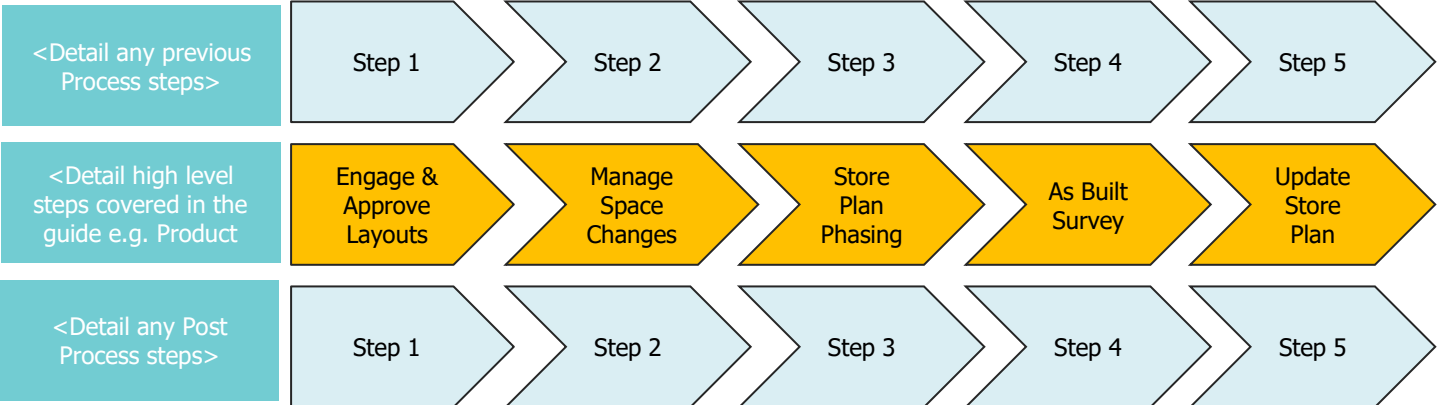 <Detail any previous
Process steps>
Step 1
Step 2
Step 3
Step 4
Step 5
<Detail high level
steps covered in the
guide e.g. Product
Engage &
Approve
Layouts
Manage
Space
Changes
Store
Plan
Phasing
As Built
Survey
Update
Store
Plan
<Detail any Post
Process steps>
Step 1
Step 2
Step 3
Step 4
Step 5